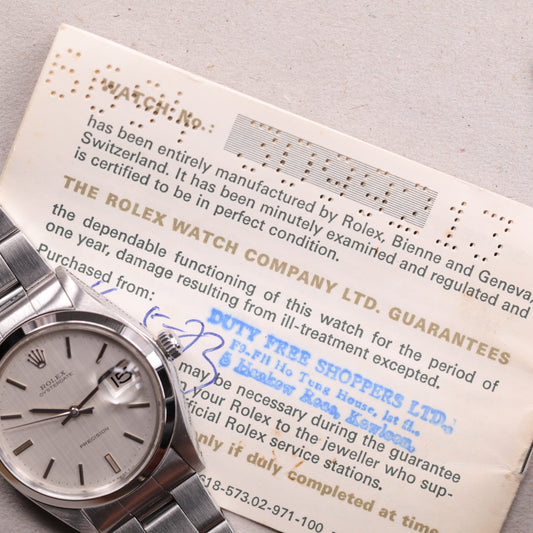 WATCH. No.:
has been entirely manufactured by Rolex, Bienne and Geneva,
Switzerland. It has been minutely examined and regulated and
is certified to be in perfect condition.
THE ROLEX WATCH COMPANY LTD. GUARANTEES
the dependable functioning of this watch for the period of
one year, damage resulting from ill-treatment excepted.
Purchased from:
DUTY FREE SHOPPERS LTD.
F9-F11 Ho Tung House, 1st fl.,
Kowloon.
may be necessary during the guarantee
your Rolex to the jeweller who sup-
official Rolex service stations.
only if duly completed at time
618-573.02-971-100
ROLEX
OYSTERDATE
PRECISION